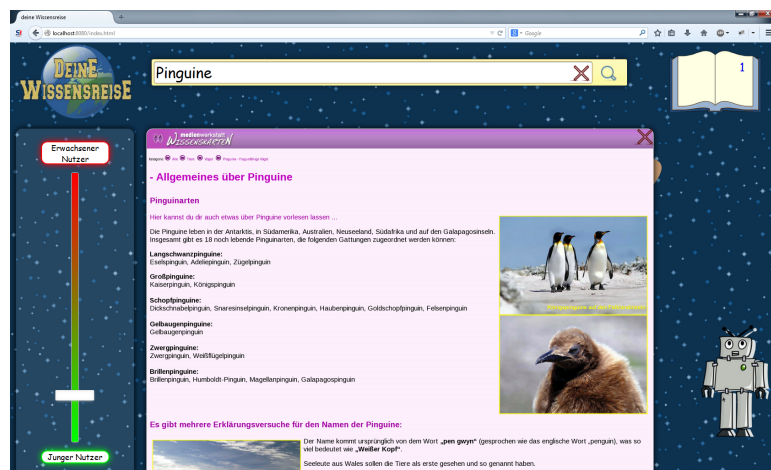 deine Wissensreise
localhost:8080/index.html
Google
DEINE
WISSENSREISE
Pinguine
1
Erwachsener
Nutzer
Junger Nutzer
medienwerkstatt
WISSENSKARTEN
- Allgemeines über Pinguine
Pinguinarten
Hier kannst du dir auch etwas über Pinguine vorlesen lassen ...
Die Pinguine leben in der Antarktis, in Südamerika, Australien, Neuseeland, Südafrika und auf den Galapagosinseln.
Insgesamt gibt es 18 noch lebende Pinguinarten, die folgenden Gattungen zugeordnet werden können:
Langschwanzpinguine:
Eselspinguin, Adeliepinguin, Zügelpinguin
Großpinguine:
Kaiserpinguin, Königspinguin
Schopfpinguine:
Dickschnabelpinguin, Snaresinselpinguin, Kronenpinguin, Haubenpinguin, Goldschopfpinguin, Felsenpinguin
Gelbaugenpinguine:
Gelbaugenpinguin
Zwergpinguine:
Zwergpinguin, Weißflügelpinguin
Brillenpinguine:
Brillenpinguin, Humboldt-Pinguin, Magellanpinguin, Galapagospinguin
Es gibt mehrere Erklärungsversuche für den Namen der Pinguine:
Der Name kommt ursprünglich von dem Wort „pen gwyn“ (gesprochen wie das englische Wort „penguin), was so
viel bedeutet wie „Weißer Kopf“.
Seeleute aus Wales sollen die Tiere als erste gesehen und so genannt haben.